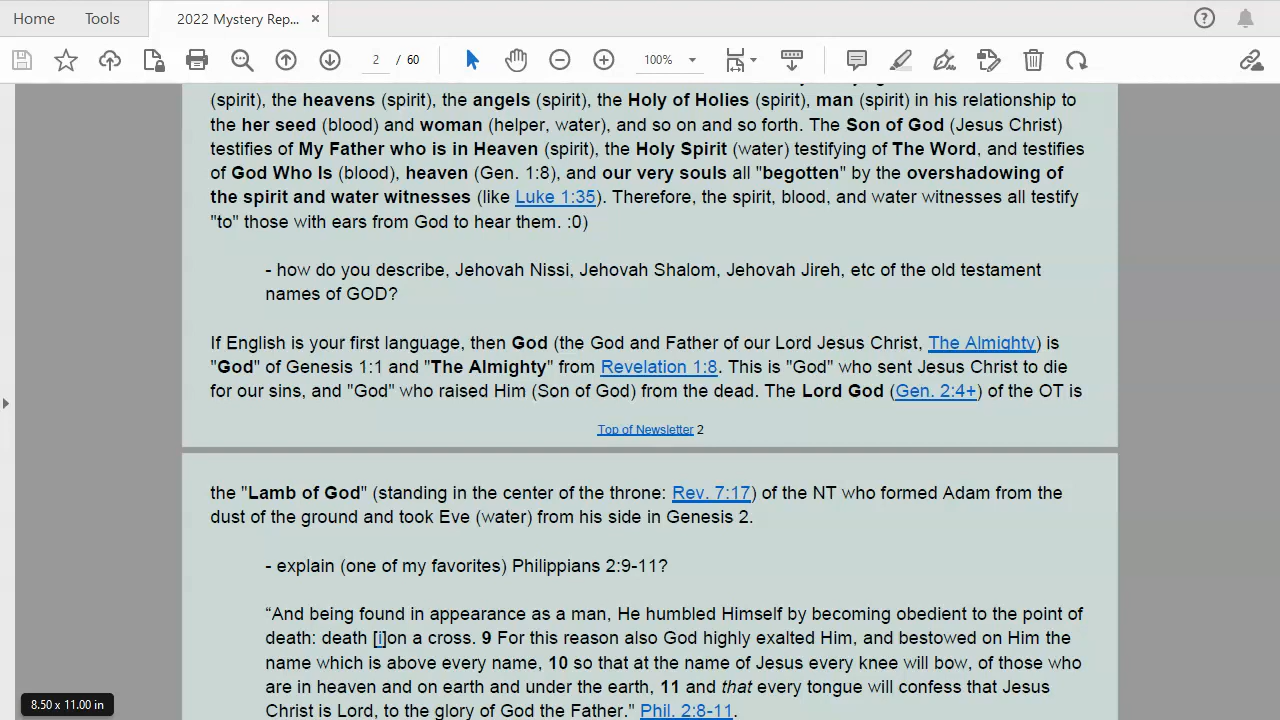 Home Tools 2022 Mystery Rep... ×
2 / 60 100%
(spirit), the heavens (spirit), the angels (spirit), the Holy of Holies (spirit), man (spirit) in his relationship to
the her seed (blood) and woman (helper, water), and so on and so forth. The Son of God (Jesus Christ)
testifies of My Father who is in Heaven (spirit), the Holy Spirit (water) testifying of The Word, and testifies
of God Who Is (blood), heaven (Gen. 1:8), and our very souls all "begotten" by the overshadowing of
the spirit and water witnesses (like Luke 1:35). Therefore, the spirit, blood, and water witnesses all testify
"to" those with ears from God to hear them. :0)
- how do you describe, Jehovah Nissi, Jehovah Shalom, Jehovah Jireh, etc of the old testament
names of GOD?
If English is your first language, then God (the God and Father of our Lord Jesus Christ, The Almighty) is
"God" of Genesis 1:1 and "The Almighty" from Revelation 1:8. This is "God" who sent Jesus Christ to die
for our sins, and "God" who raised Him (Son of God) from the dead. The Lord God (Gen. 2:4+) of the OT is
Top of Newsletter 2
the "Lamb of God" (standing in the center of the throne: Rev. 7:17) of the NT who formed Adam from the
dust of the ground and took Eve (water) from his side in Genesis 2.
- explain (one of my favorites) Philippians 2:9-11?
“And being found in appearance as a man, He humbled Himself by becoming obedient to the point of
death: death [i]on a cross. 9 For this reason also God highly exalted Him, and bestowed on Him the
name which is above every name, 10 so that at the name of Jesus every knee will bow, of those who
are in heaven and on earth and under the earth, 11 and that every tongue will confess that Jesus
Christ is Lord, to the glory of God the Father." Phil. 2:8-11.
8.50 x 11.00 in